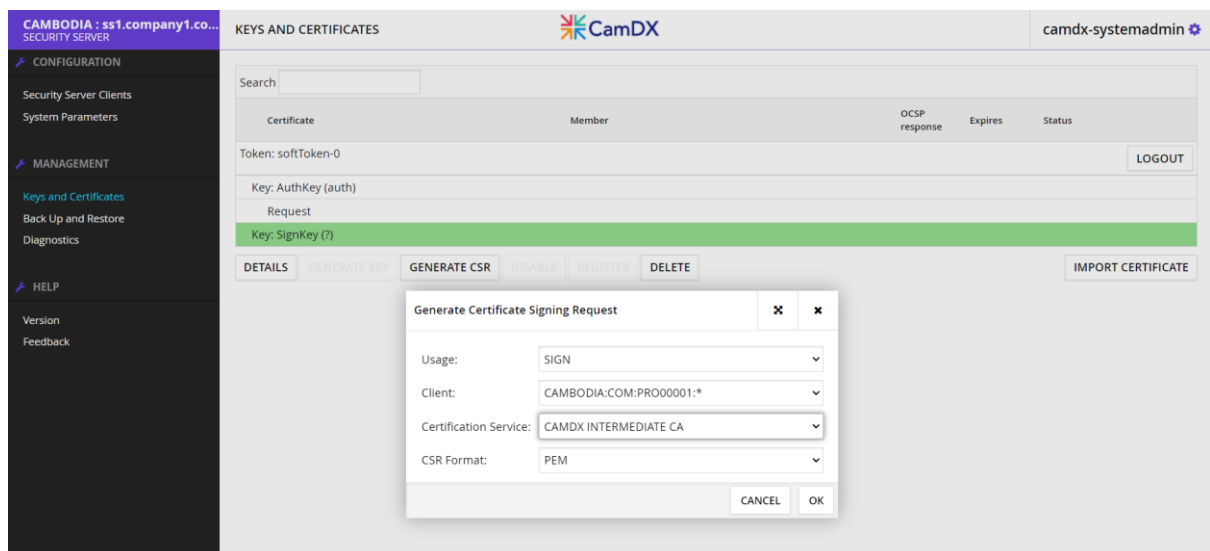 CAMBODIA : ss1.company1.co...
SECURITY SERVER
KEYS AND CERTIFICATES
CamDX
camdx-systemadmin
CONFIGURATION
Security Server Clients
System Parameters
MANAGEMENT
Keys and Certificates
Back Up and Restore
Diagnostics
HELP
Version
Feedback
Search
Certificate Member OCSP response Expires Status
Token: softToken-0 LOGOUT
Key: AuthKey (auth)
Request
Key: SignKey (?)
DETAILS GENERATE KEY GENERATE CSR DISABLE REGISTER DELETE IMPORT CERTIFICATE
Generate Certificate Signing Request
Usage: SIGN
Client: CAMBODIA:COM:PRO00001:*
Certification Service: CAMDX INTERMEDIATE CA
CSR Format: PEM
CANCEL OK